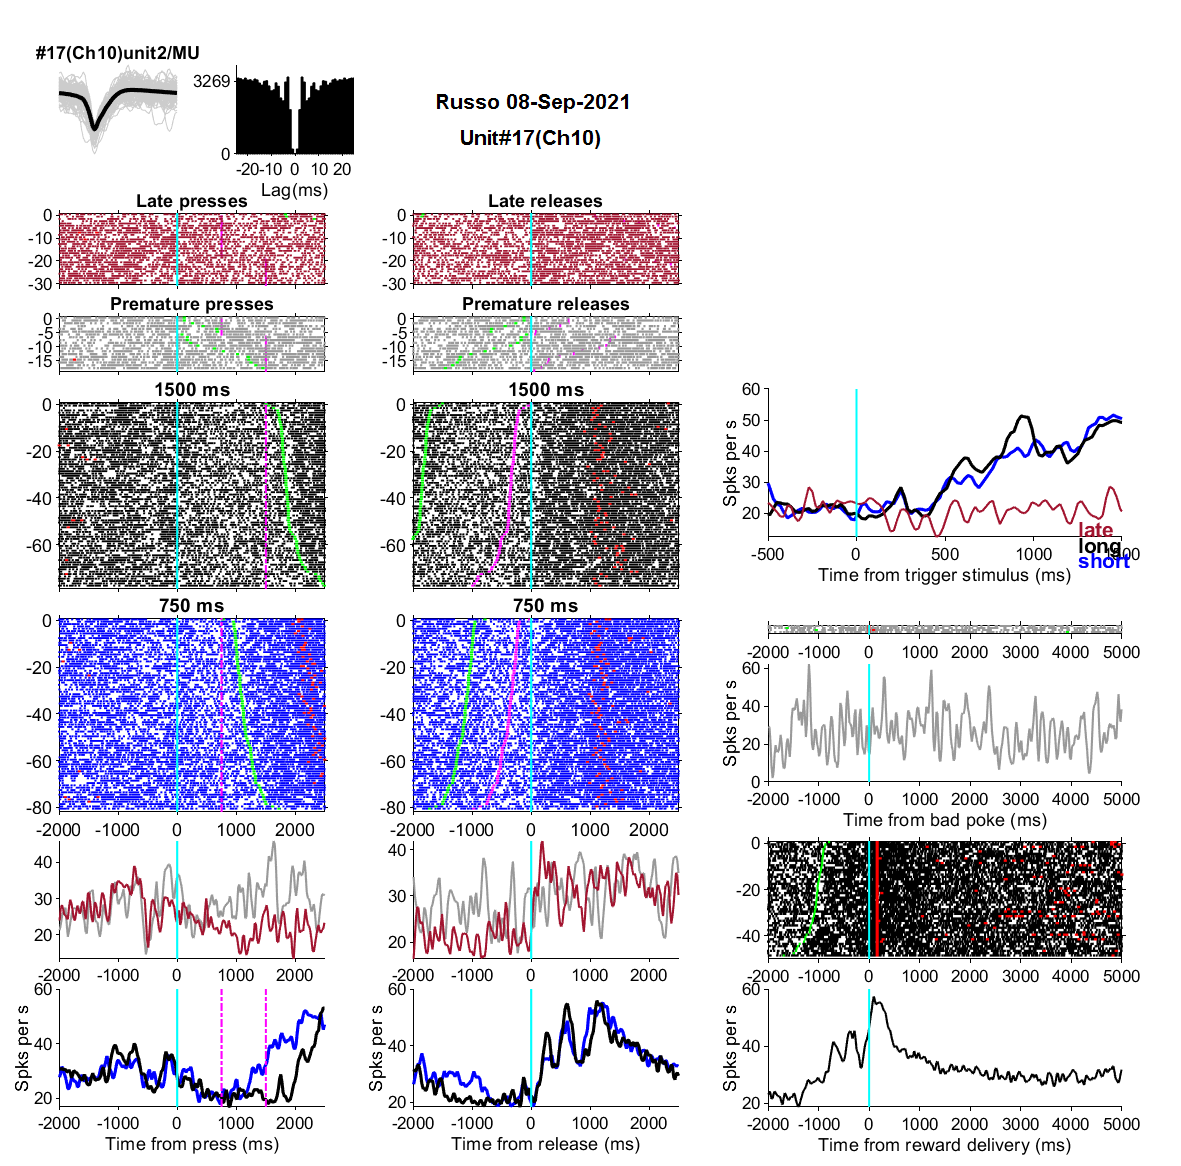 #17(Ch10)unit2/MU
3269
0
-20 -10 0 10 20
Lag(ms)
Russo 08-Sep-2021
Unit#17(Ch10)
Late presses
0
-10
-20
-30
Late releases
0
-10
-20
-30
Premature presses
0
-5
-10
-15
Premature releases
0
-5
-10
-15
1500 ms
0
-20
-40
-60
1500 ms
0
-20
-40
-60
60
50
40
30
20
Spks per s
-500 0 500 1000 1500
late
long
short
Time from trigger stimulus (ms)
750 ms
0
-20
-40
-60
-80
-2000 -1000 0 1000 2000
750 ms
0
-20
-40
-60
-80
-2000 -1000 0 1000 2000
-2000 -1000 0 1000 2000 3000 4000 5000
60
40
20
0
Spks per s
-2000 -1000 0 1000 2000 3000 4000 5000
Time from bad poke (ms)
40
30
20
-2000 -1000 0 1000 2000
40
30
20
-2000 -1000 0 1000 2000
0
-20
-40
-2000 -1000 0 1000 2000 3000 4000 5000
60
40
20
Spks per s
-2000 -1000 0 1000 2000
Time from press (ms)
60
40
20
Spks per s
-2000 -1000 0 1000 2000
Time from release (ms)
60
40
20
Spks per s
-2000 -1000 0 1000 2000 3000 4000 5000
Time from reward delivery (ms)